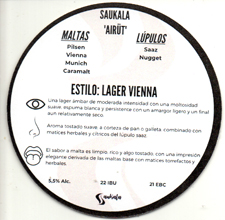 SAUKALA
'AIRÜT'
MALTAS
Pilsen
Vienna
Munich
Caramalt
LÚPULOS
Saaz
Nugget
ESTILO: LAGER VIENNA
Una lager ámbar de moderada intensidad con una maltosidad
suave, espuma blanca y persistente con un amargor ligero y un final
aun relativamente seco.
Aroma tostado suave, a corteza de pan o galleta, combinado con
matices herbales y cítricos del lúpulo saaz.
El sabor a malta es limpio, rico y algo tostado, con una impresión
elegante derivada de las maltas base con matices torrefactos y
herbales.
5,5% Alc.
22 IBU
21 EBC
Saukala